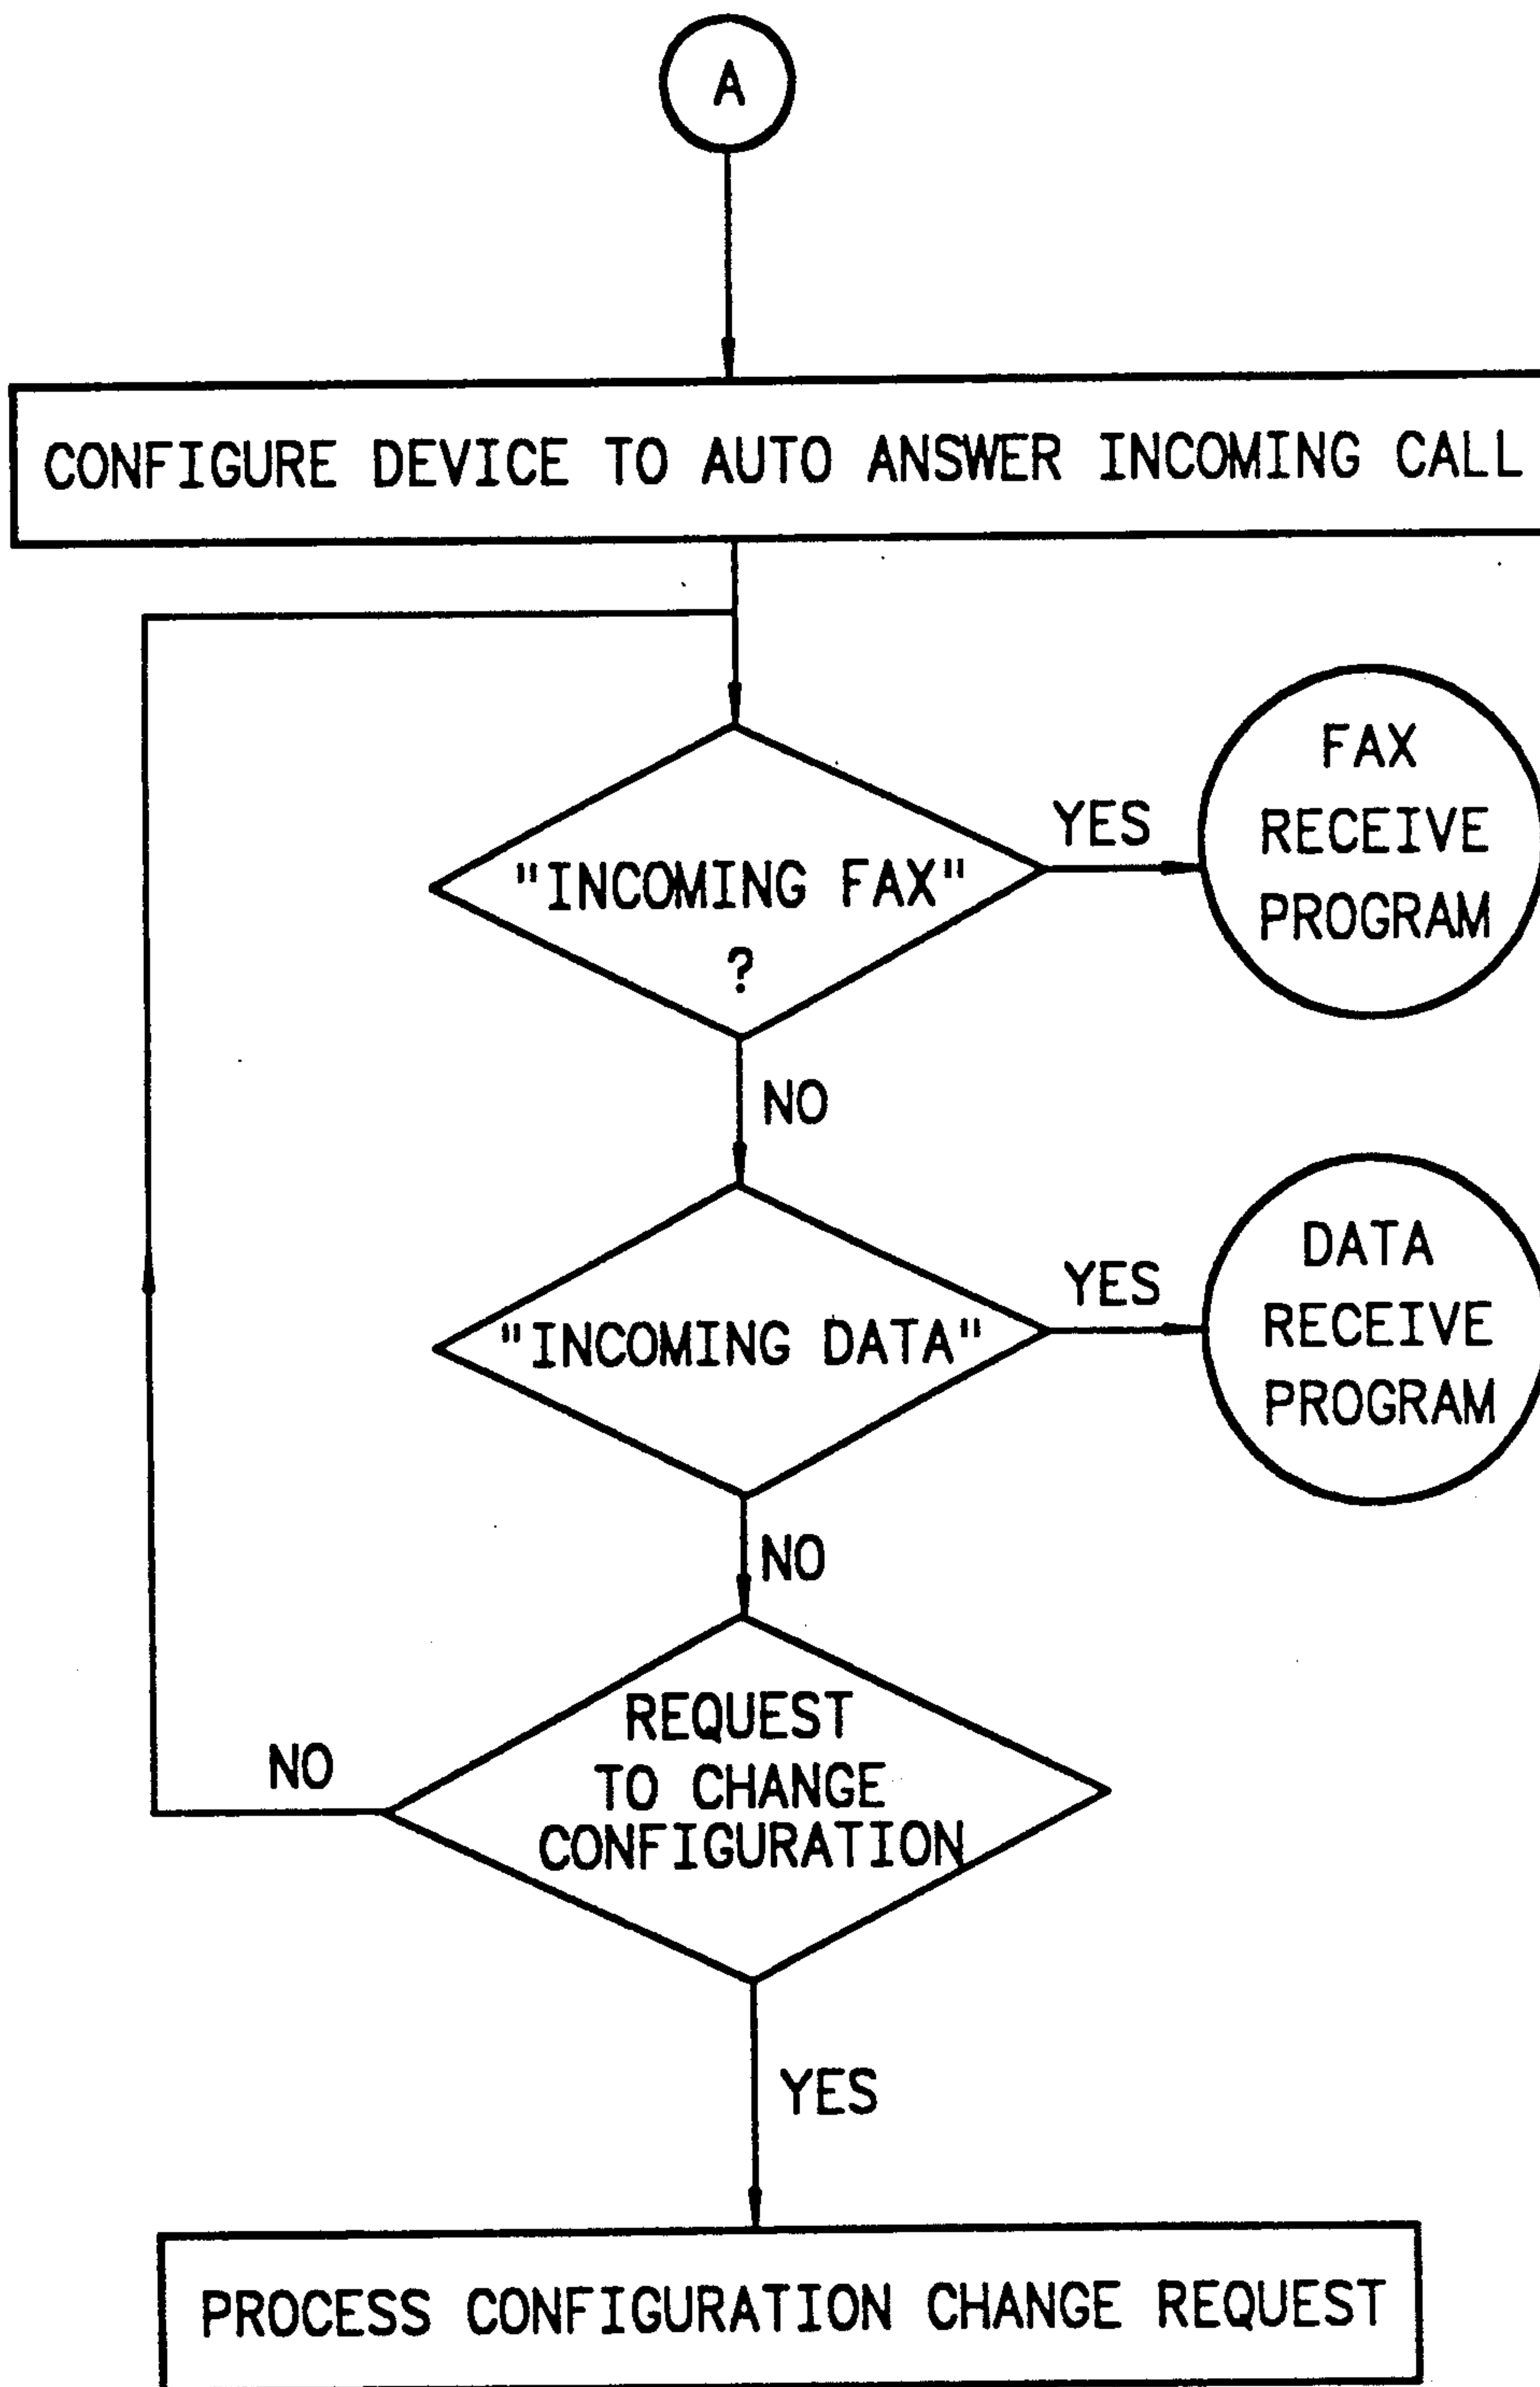 A
CONFIGURE DEVICE TO AUTO ANSWER INCOMING CALL
"INCOMING FAX"
?
YES
FAX
RECEIVE
PROGRAM
NO
"INCOMING DATA"
YES
DATA
RECEIVE
PROGRAM
NO
REQUEST
TO CHANGE
CONFIGURATION
NO
YES
PROCESS CONFIGURATION CHANGE REQUEST